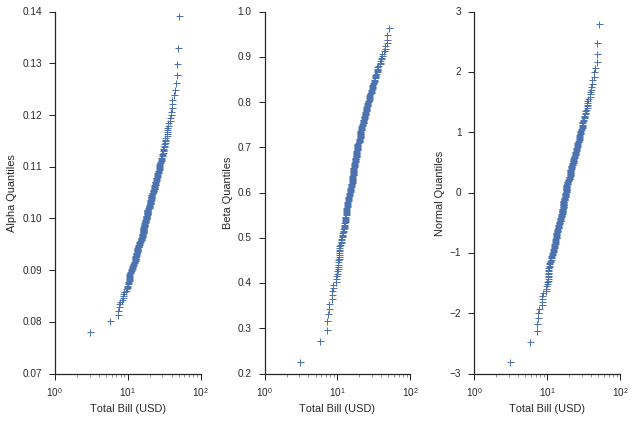 0.14
0.13
0.12
0.11
0.10
0.09
0.08
0.07
Alpha Quantiles
10⁰ 10¹ 10²
Total Bill (USD)
1.0
0.9
0.8
0.7
0.6
0.5
0.4
0.3
0.2
Beta Quantiles
10⁰ 10¹ 10²
Total Bill (USD)
3
2
1
0
−1
−2
−3
Normal Quantiles
10⁰ 10¹ 10²
Total Bill (USD)